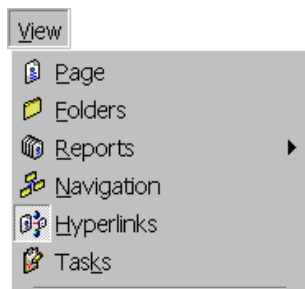 View
Page
Folders
Reports
Navigation
Hyperlinks
Tasks